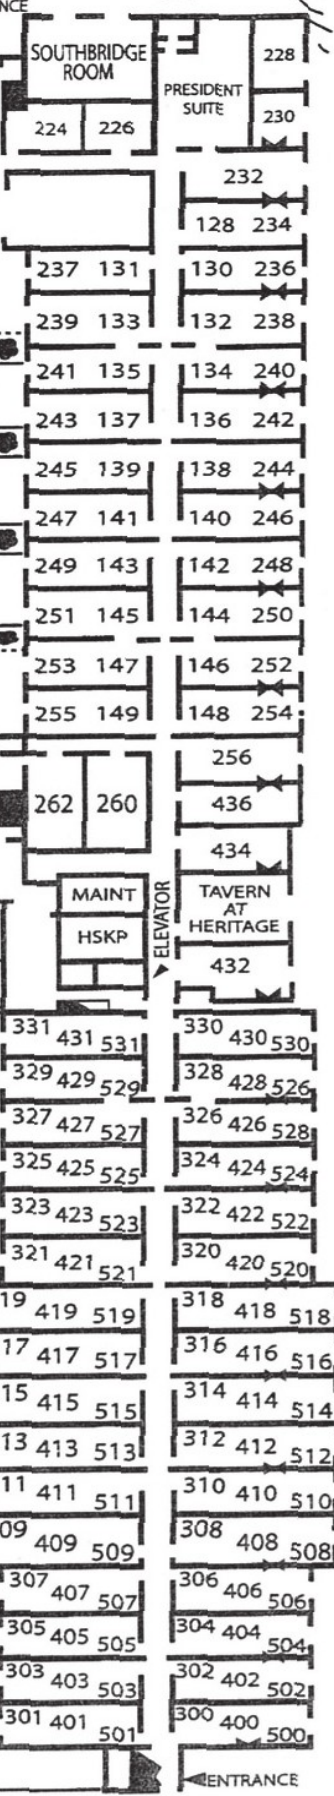 NCE
SOUTHBRIDGE
ROOM
228
PRESIDENT
SUITE
224 226
230
232
128 234
237 131 130 236
239 133 132 238
241 135 134 240
243 137 136 242
245 139 138 244
247 141 140 246
249 143 142 248
251 145 144 250
253 147 146 252
255 149 148 254
256
262 260 436
434
MAINT
ELEVATOR
TAVERN
AT
HERITAGE
HSKP
432
331 431 531 330 430 530
329 429 529 328 428 526
327 427 527 326 426 528
325 425 525 324 424 524
323 423 523 322 422 522
321 421 521 320 420 520
19 419 519 318 418 518
17 417 517 316 416 516
15 415 515 314 414 514
13 413 513 312 412 512
11 411 511 310 410 510
09 409 509 308 408 508
307 407 507 306 406 506
305 405 505 304 404 504
303 403 503 302 402 502
301 401 501 300 400 500
ENTRANCE